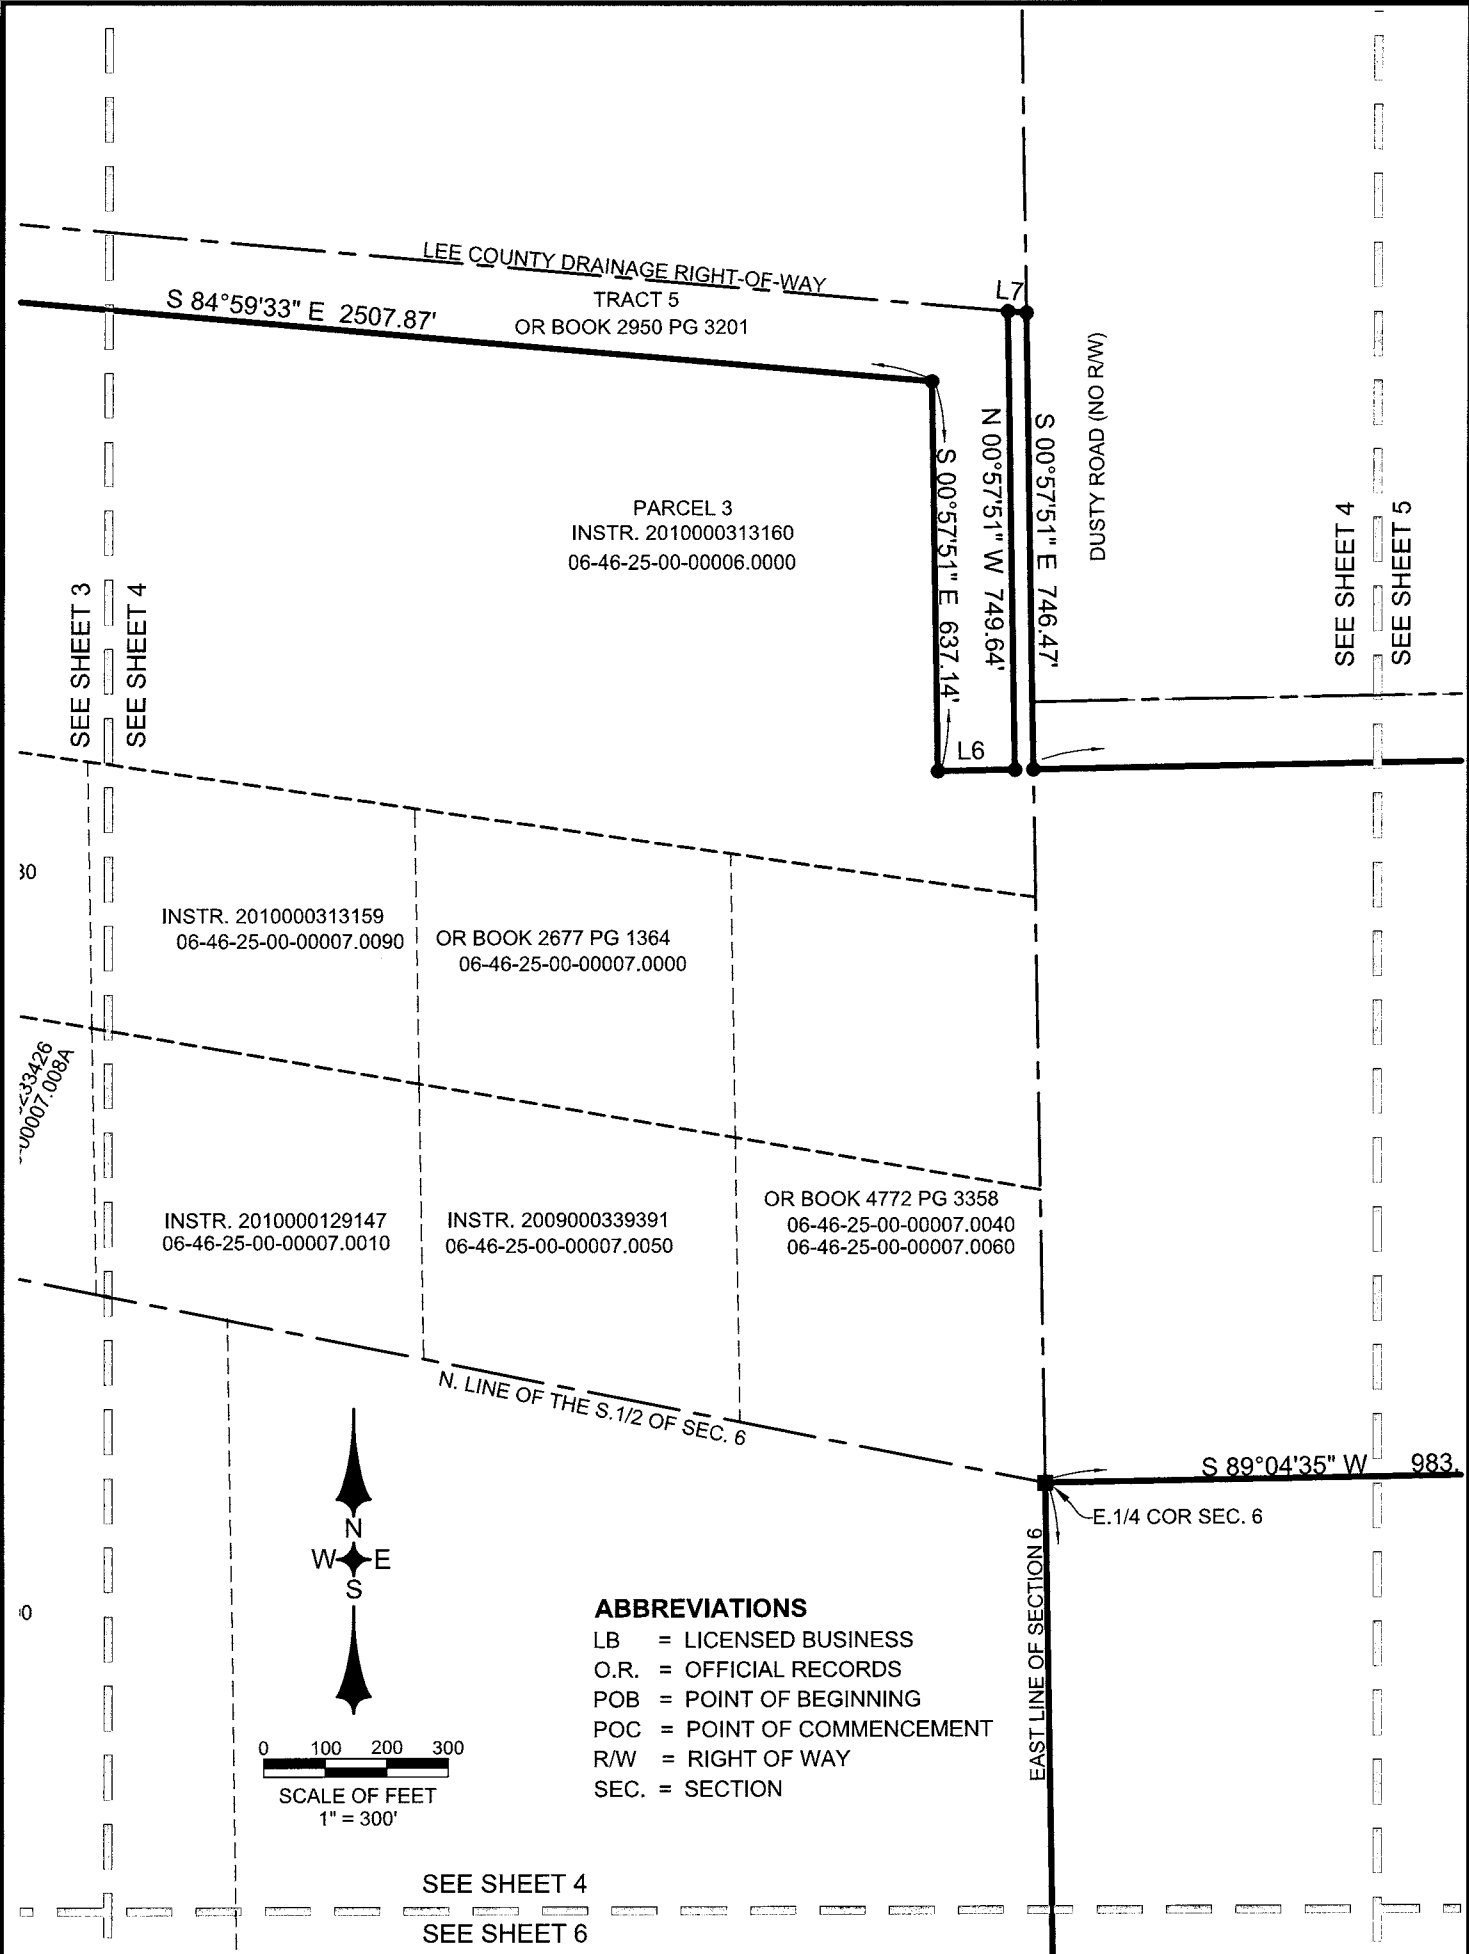 LEE COUNTY DRAINAGE RIGHT-OF-WAY
L7
S 84°59'33" E 2507.87'
TRACT 5
OR BOOK 2950 PG 3201
S 00°57'51" E 637.14'
N 00°57'51" W 749.64'
S 00°57'51" E 746.47'
DUSTY ROAD (NO R/W)
PARCEL 3
INSTR. 2010000313160
06-46-25-00-00006.0000
SEE SHEET 3
SEE SHEET 4
SEE SHEET 4
SEE SHEET 5
L6
INSTR. 2010000313159
06-46-25-00-00007.0090
OR BOOK 2677 PG 1364
06-46-25-00-00007.0000
INSTR. 2010000129147
06-46-25-00-00007.0010
INSTR. 2009000339391
06-46-25-00-00007.0050
OR BOOK 4772 PG 3358
06-46-25-00-00007.0040
06-46-25-00-00007.0060
N. LINE OF THE S.1/2 OF SEC. 6
S 89°04'35" W 983.
E.1/4 COR SEC. 6
EAST LINE OF SECTION 6
N
W E
S
0 100 200 300
SCALE OF FEET
1" = 300'
ABBREVIATIONS
LB = LICENSED BUSINESS
O.R. = OFFICIAL RECORDS
POB = POINT OF BEGINNING
POC = POINT OF COMMENCEMENT
R/W = RIGHT OF WAY
SEC. = SECTION
SEE SHEET 4
SEE SHEET 6